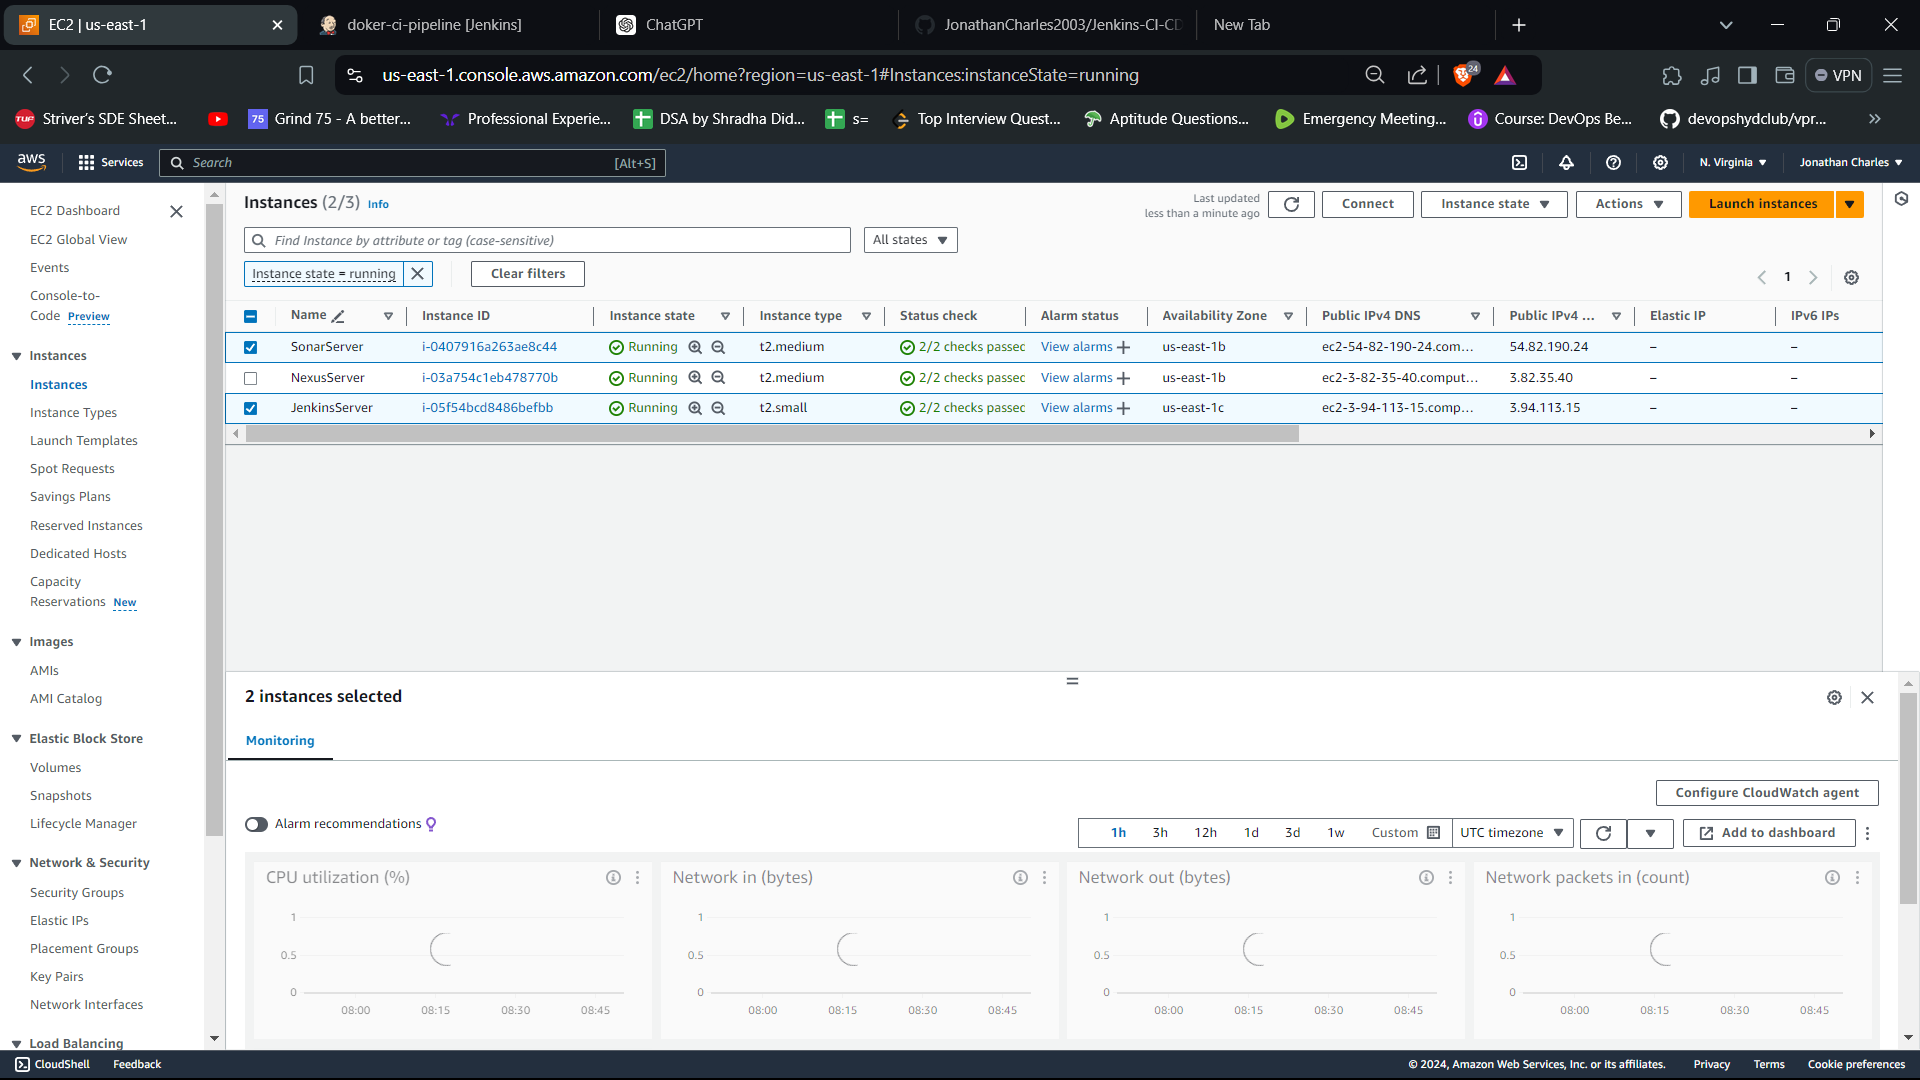 EC2 | us-east-1
doker-ci-pipeline [Jenkins]
ChatGPT
JonathanCharles2003/Jenkins-CI-CD
New Tab
us-east-1.console.aws.amazon.com/ec2/home?region=us-east-1#Instances:instanceState=running
24
VPN
TUF Striver's SDE Sheet...
75 Grind 75 - A better...
Professional Experie...
DSA by Shradha Did...
s=
Top Interview Quest...
Aptitude Questions...
Emergency Meeting...
Course: DevOps Be...
devopshydclub/vpr...
aws
Services
Search
[Alt+S]
N. Virginia
Jonathan Charles
EC2 Dashboard
EC2 Global View
Events
Console-to-
Code Preview
Instances
Instances
Instance Types
Launch Templates
Spot Requests
Savings Plans
Reserved Instances
Dedicated Hosts
Capacity
Reservations New
Images
AMIs
AMI Catalog
Elastic Block Store
Volumes
Snapshots
Lifecycle Manager
Network & Security
Security Groups
Elastic IPs
Placement Groups
Key Pairs
Network Interfaces
Load Balancing
Instances (2/3) Info
Last updated
less than a minute ago
Connect
Instance state
Actions
Launch instances
Find Instance by attribute or tag (case-sensitive)
All states
Instance state = running
Clear filters
1
Name Instance ID Instance state Instance type Status check Alarm status Availability Zone Public IPv4 DNS Public IPv4 ... Elastic IP IPv6 IPs
SonarServer i-0407916a263ae8c44 Running t2.medium 2/2 checks passed View alarms us-east-1b ec2-54-82-190-24.com... 54.82.190.24 – –
NexusServer i-03a754c1eb478770b Running t2.medium 2/2 checks passed View alarms us-east-1b ec2-3-82-35-40.comput... 3.82.35.40 – –
JenkinsServer i-05f54bcd8486befbb Running t2.small 2/2 checks passed View alarms us-east-1c ec2-3-94-113-15.comp... 3.94.113.15 – –
2 instances selected
Monitoring
Configure CloudWatch agent
Alarm recommendations
1h 3h 12h 1d 3d 1w Custom UTC timezone
Add to dashboard
CPU utilization (%)
1
0.5
0
08:00 08:15 08:30 08:45
Network in (bytes)
1
0.5
0
08:00 08:15 08:30 08:45
Network out (bytes)
1
0.5
0
08:00 08:15 08:30 08:45
Network packets in (count)
1
0.5
0
08:00 08:15 08:30 08:45
CloudShell
Feedback
© 2024, Amazon Web Services, Inc. or its affiliates.
Privacy
Terms
Cookie preferences